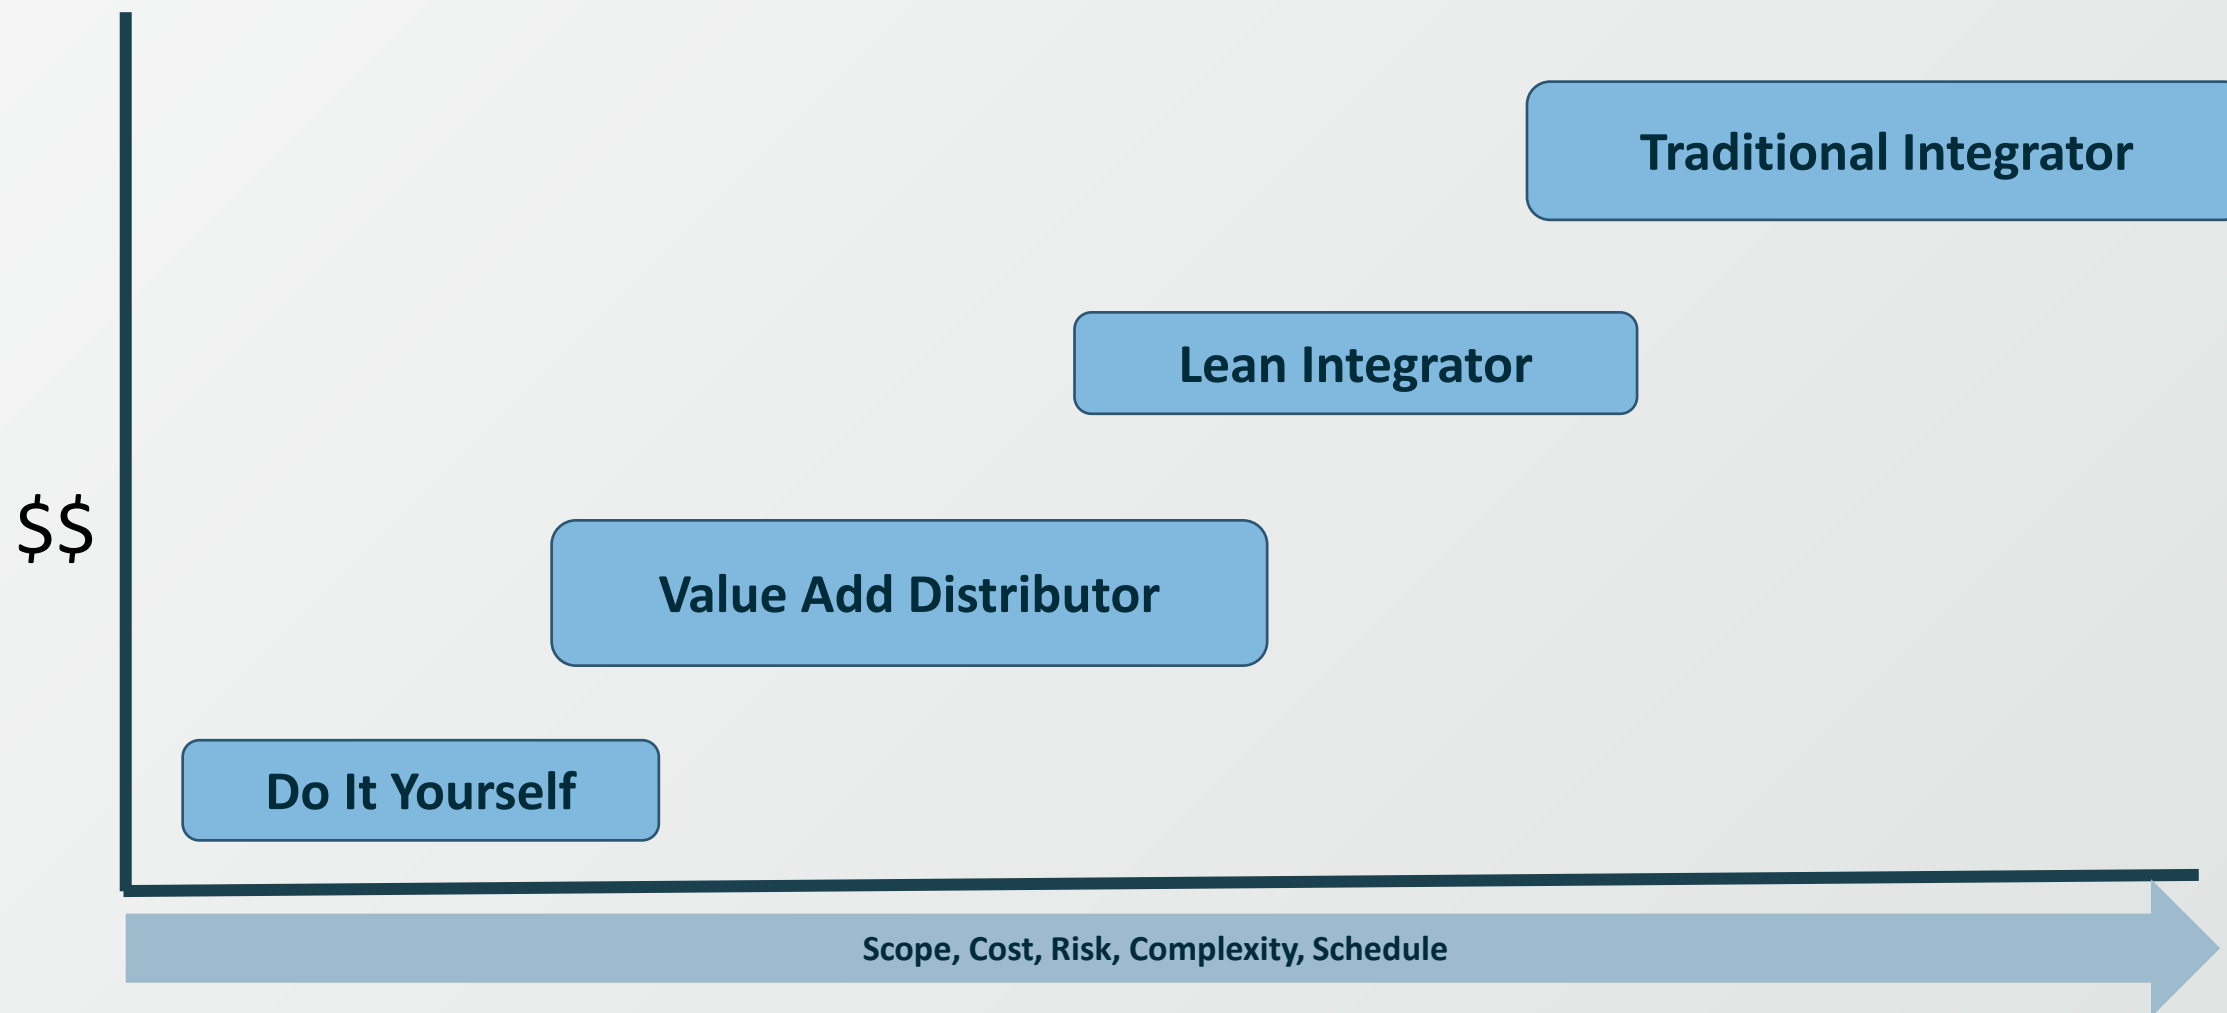 Traditional Integrator
Lean Integrator
$$
Value Add Distributor
Do It Yourself
Scope, Cost, Risk, Complexity, Schedule